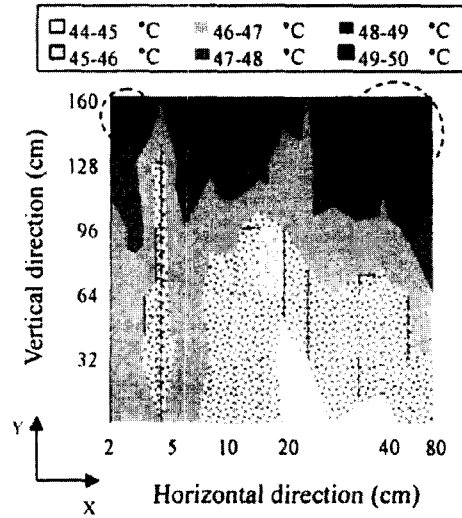 44-45 °C 46-47 °C 48-49 °C
45-46 °C 47-48 °C 49-50 °C
160
128
96
64
32
Vertical direction (cm)
2 5 10 20 40 80
Horizontal direction (cm)
Y
X